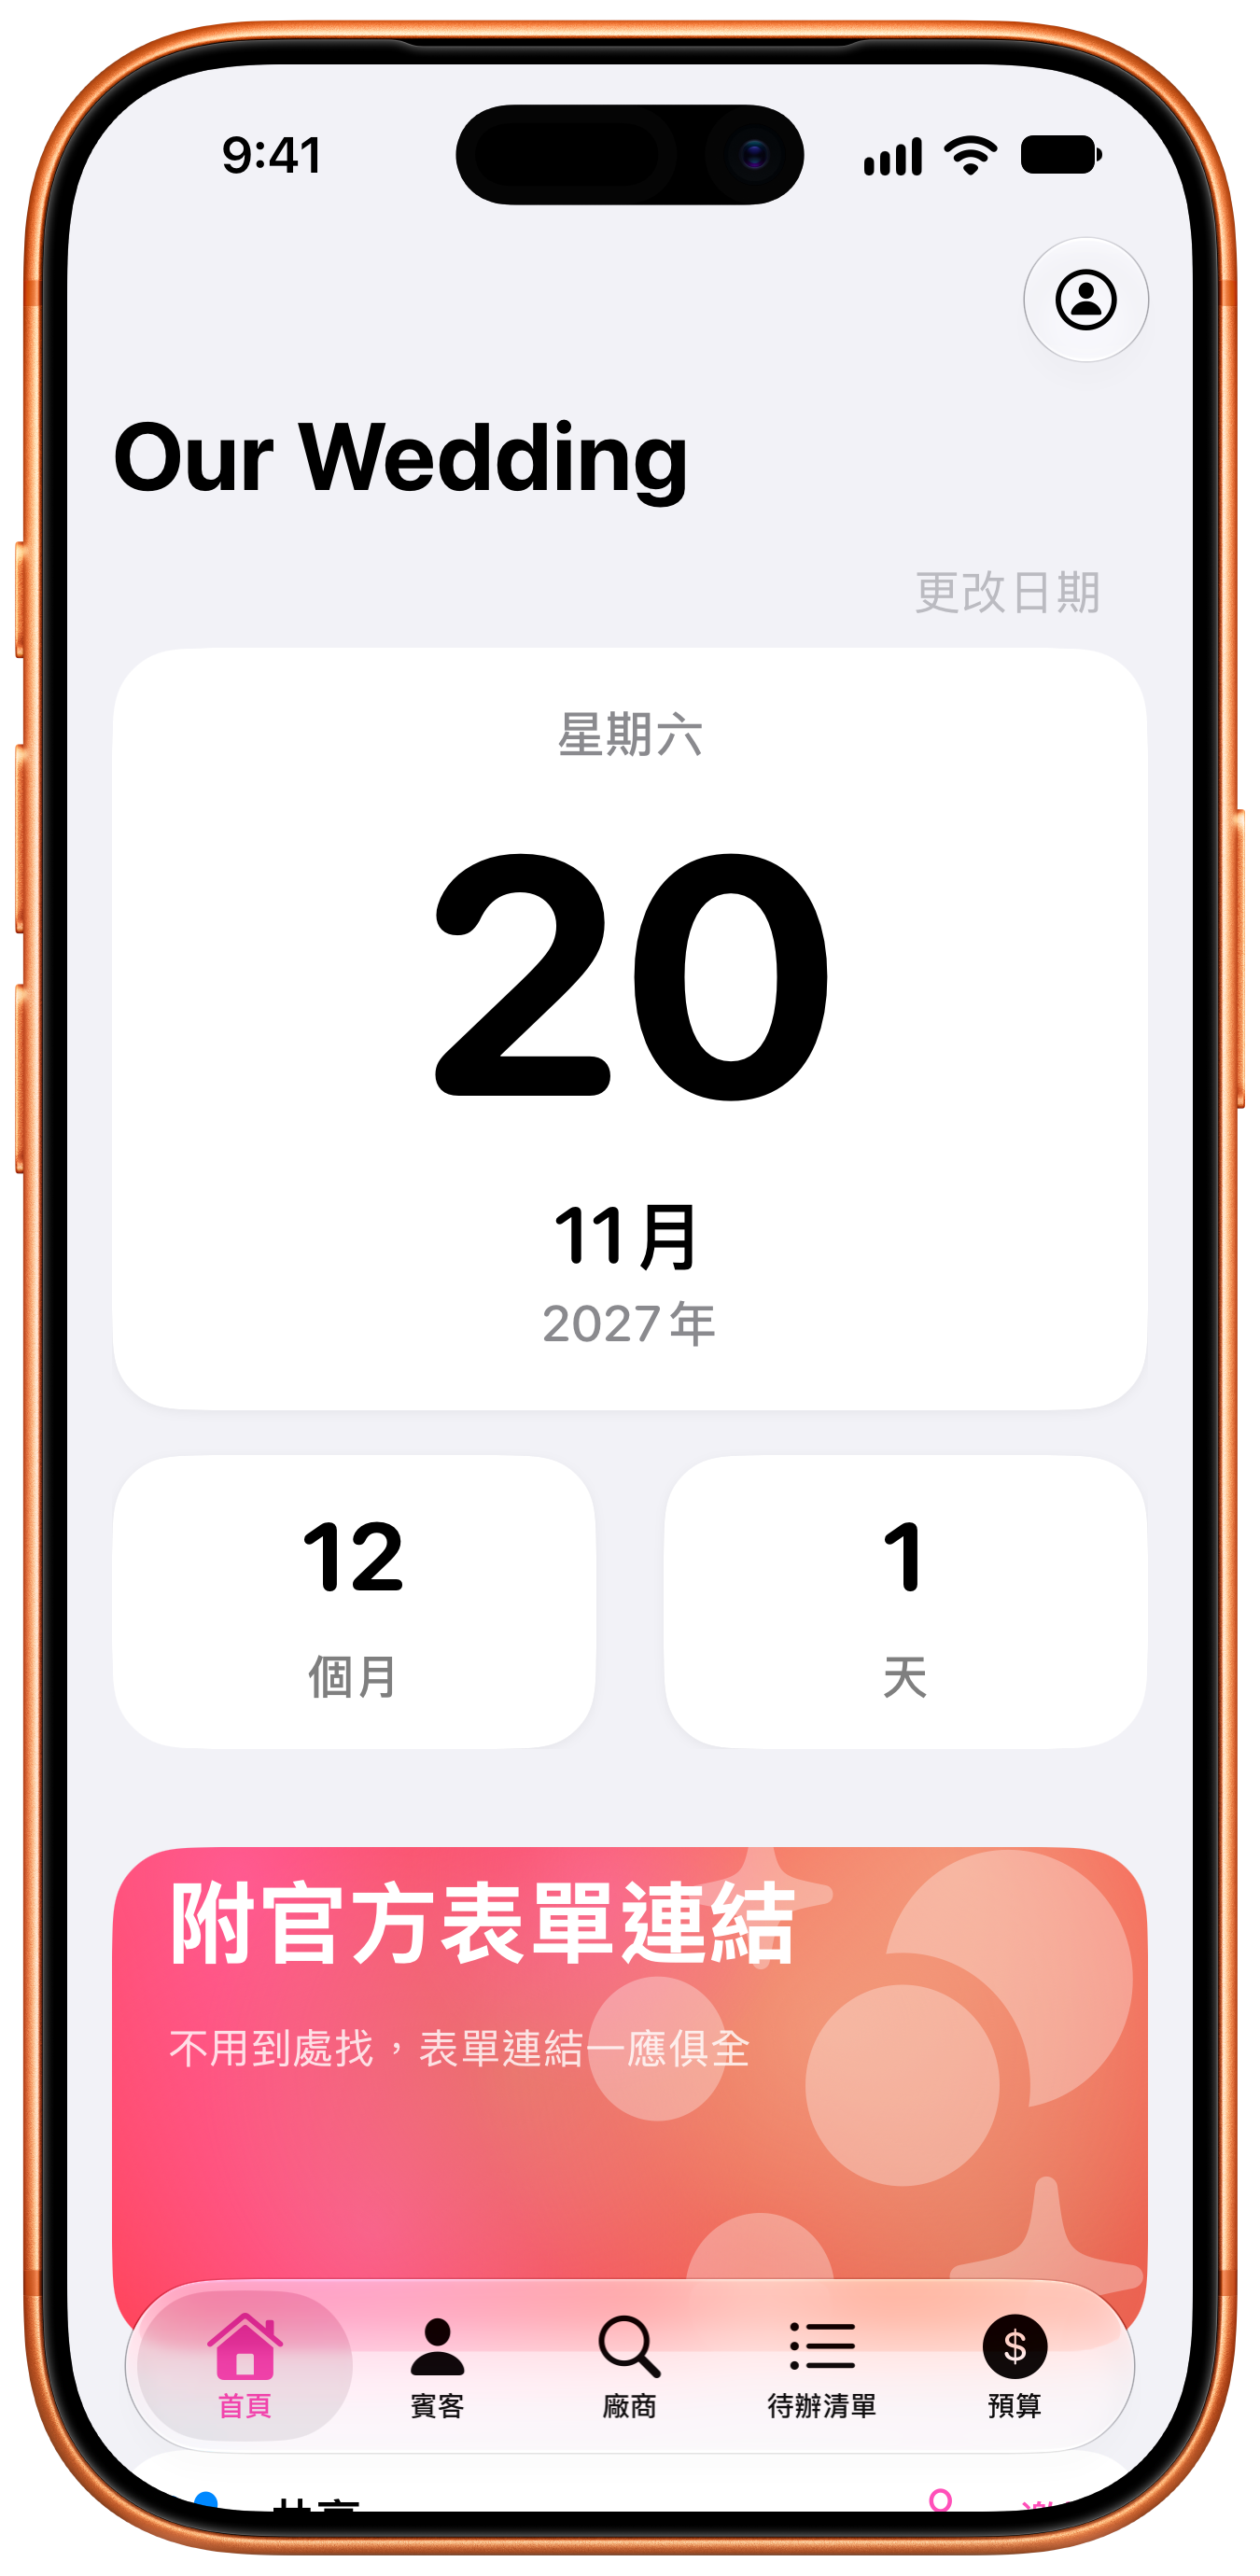 9:41
Our Wedding
更改日期
星期六
20
11月
2027年
12
個月
1
天
附官方表單連結
不用到處找，表單連結一應俱全
首頁
賓客
廠商
待辦清單
預算